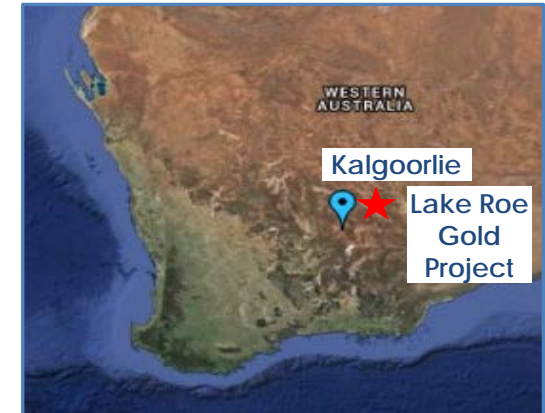 WESTERN
AUSTRALIA
Kalgoorlie
Lake Roe
Gold
Project